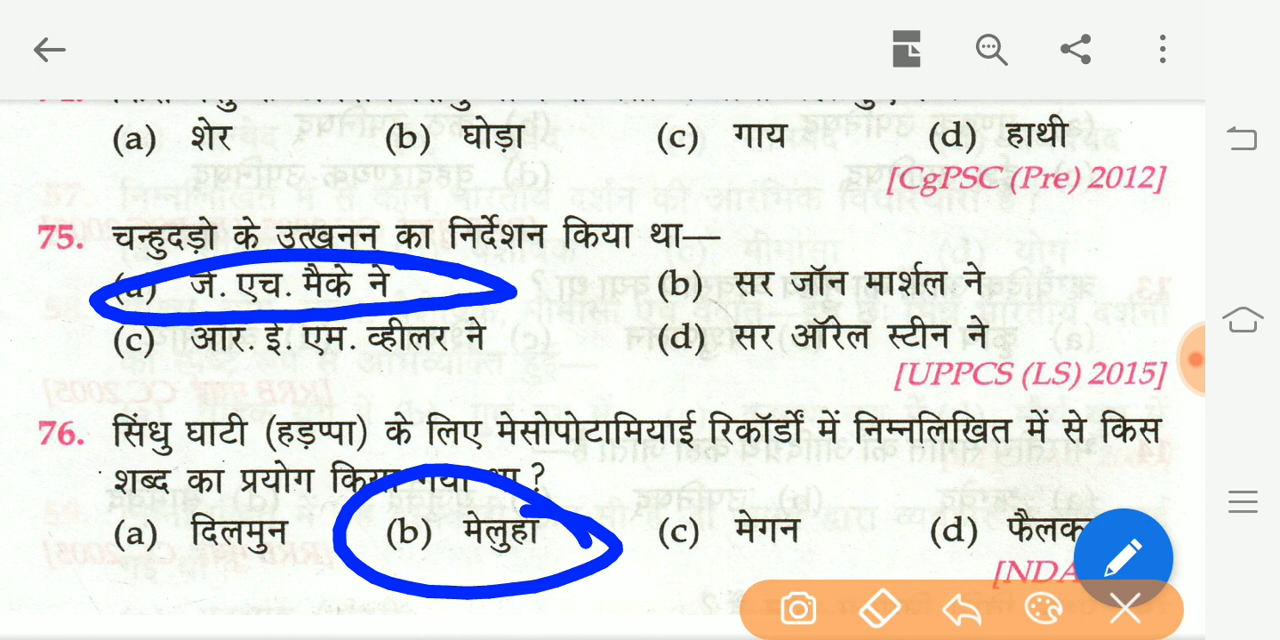 (a) शेर (b) घोड़ा (c) गाय (d) हाथी
[CgPSC (Pre) 2012]
75. चन्हुदड़ो के उत्खनन का निर्देशन किया था—
(a) जे. एच. मैके ने (b) सर जॉन मार्शल ने
(c) आर. ई. एम. व्हीलर ने (d) सर ऑरेल स्टीन ने
[UPPCS (LS) 2015]
76. सिंधु घाटी (हड़प्पा) के लिए मेसोपोटामियाई रिकॉर्डों में निम्नलिखित में से किस
शब्द का प्रयोग किया गया था ?
(a) दिलमुन (b) मेलुहा (c) मेगन (d) फैलक
[NDA